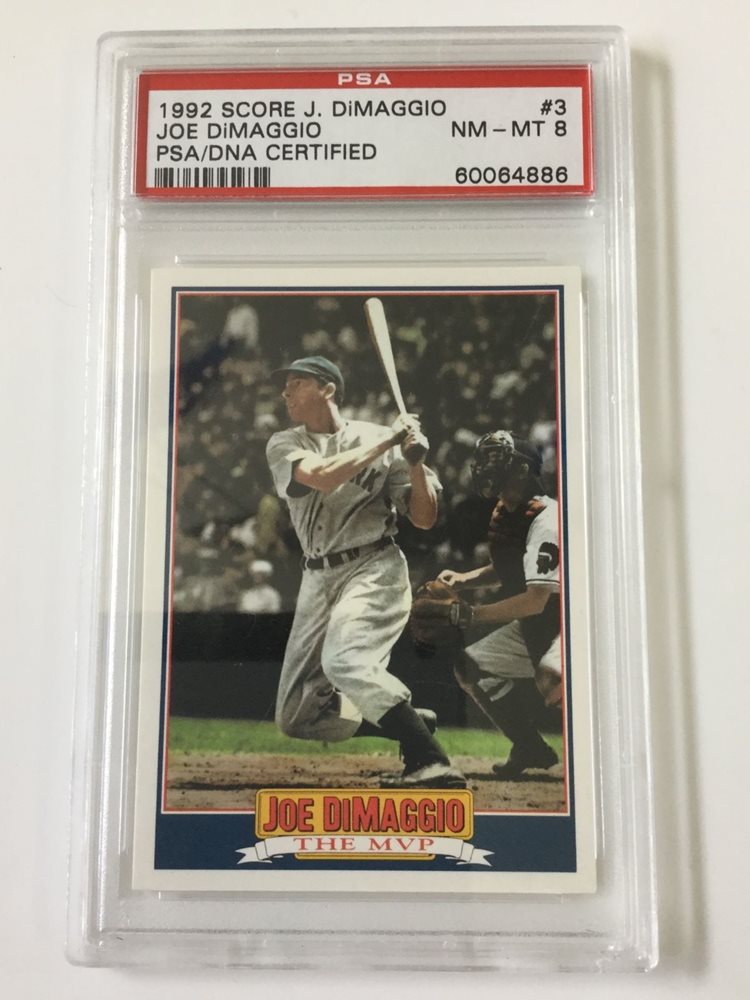 PSA
1992 SCORE J. DiMAGGIO #3
JOE DiMAGGIO NM - MT 8
PSA/DNA CERTIFIED
60064886
JOE DIMAGGIO
THE MVP